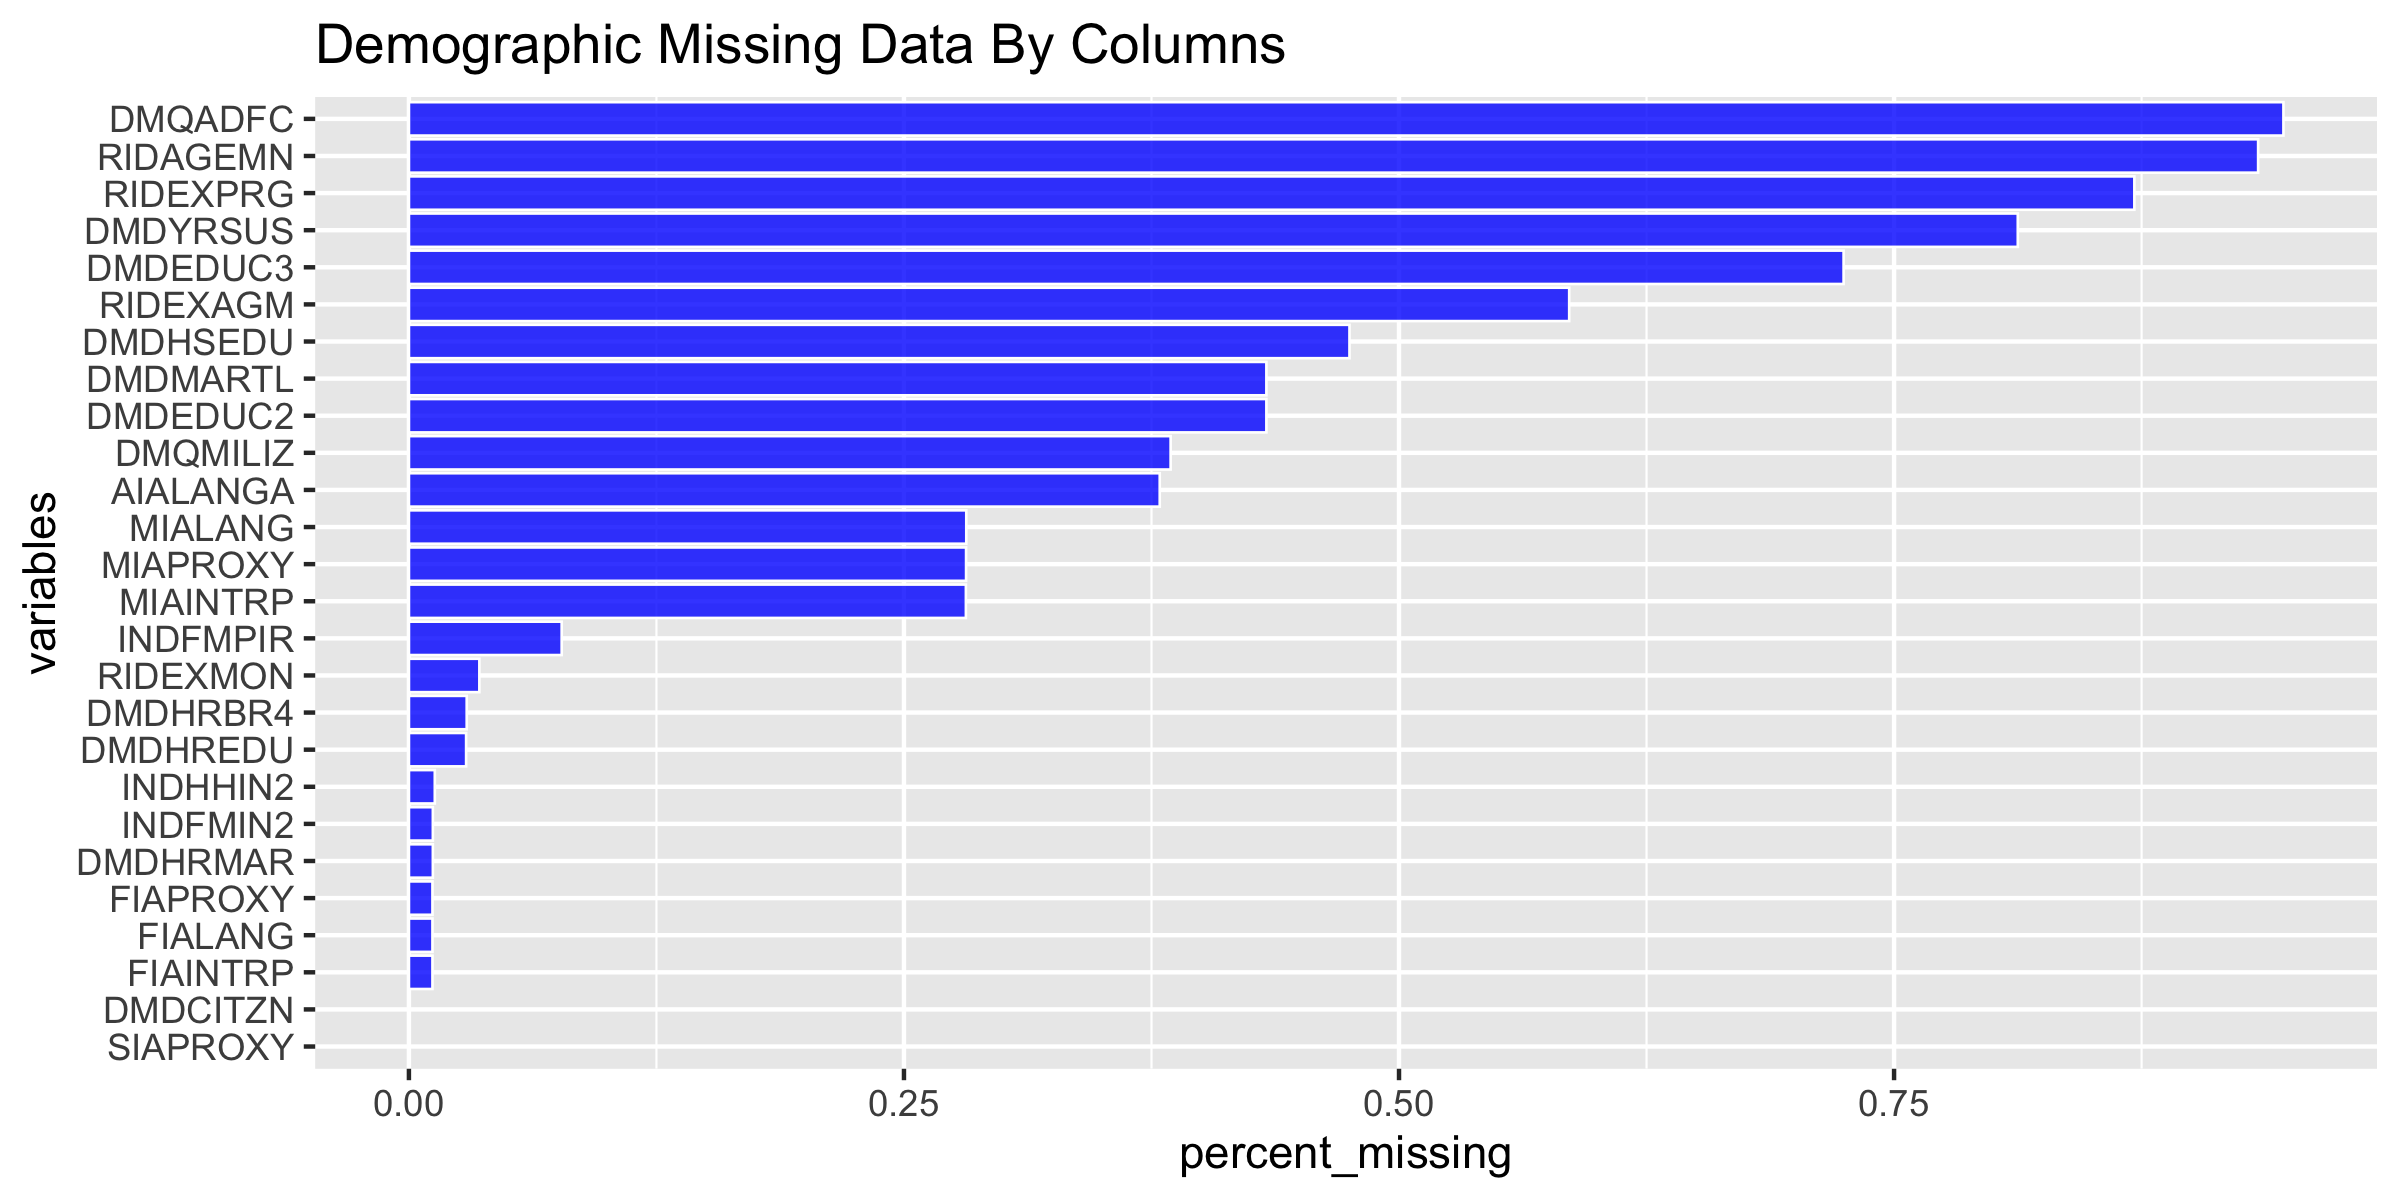 Demographic Missing Data By Columns
variables
DMQADFC
RIDAGEMN
RIDEXPRG
DMDYRSUS
DMDEDUC3
RIDEXAGM
DMDHSEDU
DMDMARTL
DMDEDUC2
DMQMILIZ
AIALANGA
MIALANG
MIAPROXY
MIAINTRP
INDFMPIR
RIDEXMON
DMDHRBR4
DMDHREDU
INDHHIN2
INDFMIN2
DMDHRMAR
FIAPROXY
FIALANG
FIAINTRP
DMDCITZN
SIAPROXY
0.00 0.25 0.50 0.75
percent_missing